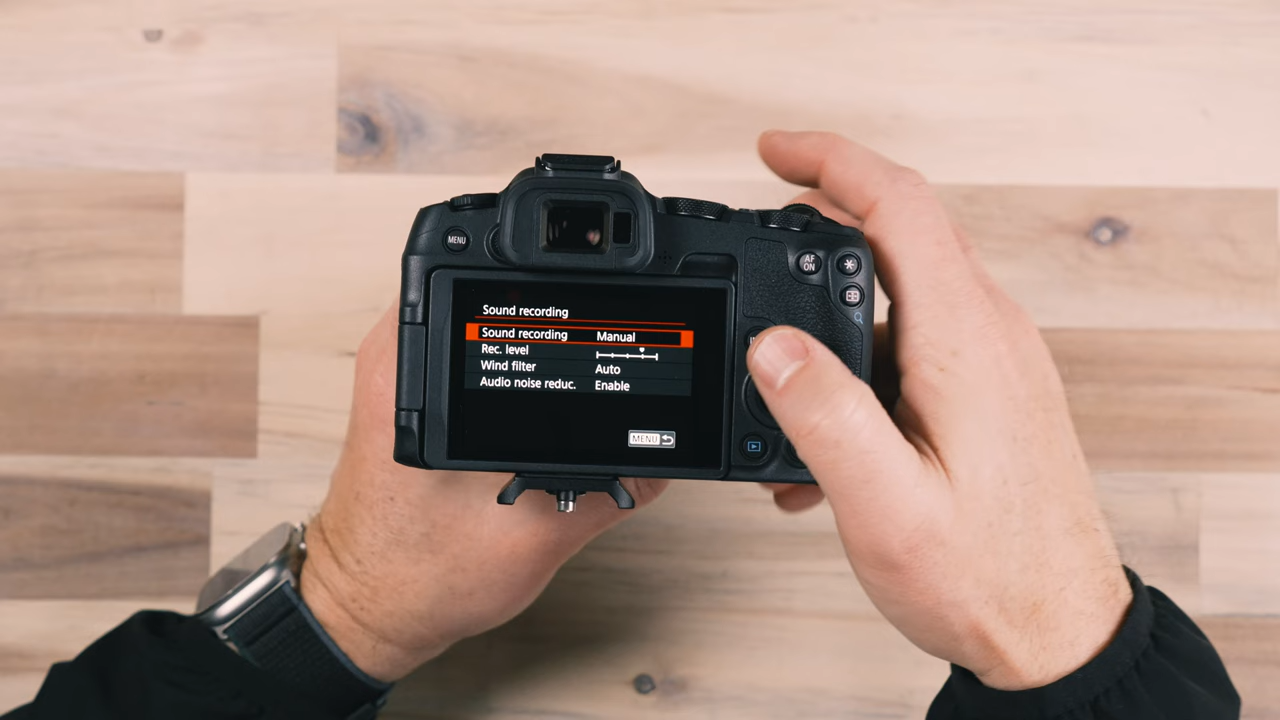 MENU
AF
ON
Sound recording
Sound recording Manual
Rec. level
Wind filter Auto
Audio noise reduc. Enable
MENU